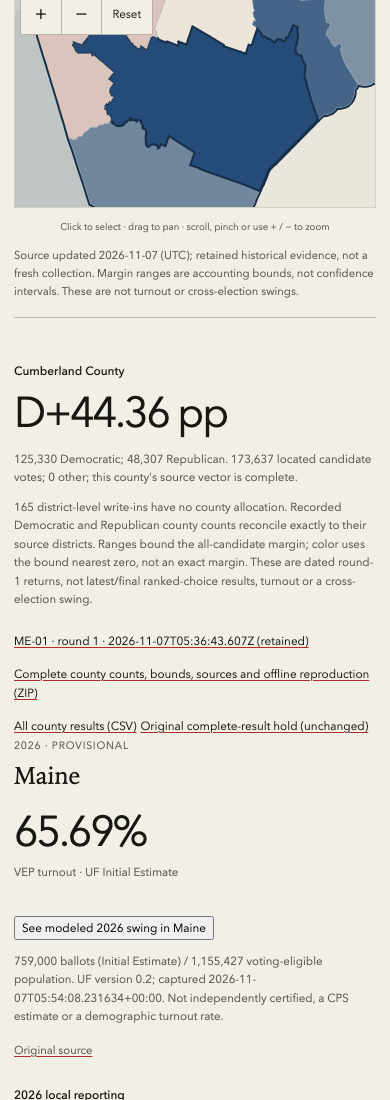 + − Reset
Click to select · drag to pan · scroll, pinch or use + / − to zoom
Source updated 2026-11-07 (UTC); retained historical evidence, not a
fresh collection. Margin ranges are accounting bounds, not confidence
intervals. These are not turnout or cross-election swings.
Cumberland County
D+44.36 pp
125,330 Democratic; 48,307 Republican. 173,637 located candidate
votes; 0 other; this county's source vector is complete.
165 district-level write-ins have no county allocation. Recorded
Democratic and Republican county counts reconcile exactly to their
source districts. Ranges bound the all-candidate margin; color uses
the bound nearest zero, not an exact margin. These are dated round-
1 returns, not latest/final ranked-choice results, turnout or a cross-
election swing.
ME-01 · round 1 · 2026-11-07T05:36:43.607Z (retained)
Complete county counts, bounds, sources and offline reproduction
(ZIP)
All county results (CSV) Original complete-result hold (unchanged)
2026 · PROVISIONAL
Maine
65.69%
VEP turnout · UF Initial Estimate
See modeled 2026 swing in Maine
759,000 ballots (Initial Estimate) / 1,155,427 voting-eligible
population. UF version 0.2; captured 2026-11-
07T05:54:08.231634+00:00. Not independently certified, a CPS
estimate or a demographic turnout rate.
Original source
2026 local reporting